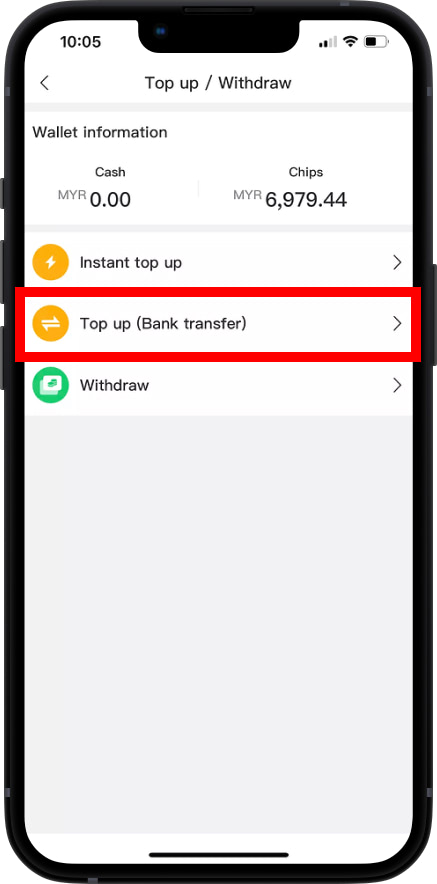 10:05
Top up / Withdraw
Wallet information
Cash Chips
MYR 0.00 MYR 6,979.44
Instant top up
Top up (Bank transfer)
Withdraw